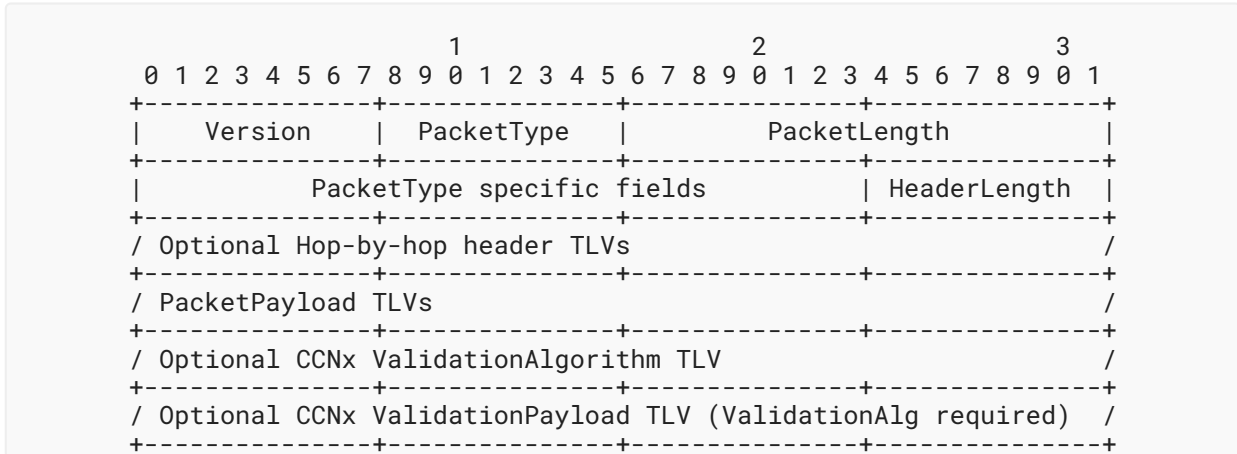 1                   2                   3
 0 1 2 3 4 5 6 7 8 9 0 1 2 3 4 5 6 7 8 9 0 1 2 3 4 5 6 7 8 9 0 1
+---------------+---------------+---------------+---------------+
|    Version    |  PacketType   |         PacketLength          |
+---------------+---------------+---------------+---------------+
|           PacketType specific fields          | HeaderLength  |
+---------------+---------------+---------------+---------------+
/ Optional Hop-by-hop header TLVs                               /
+---------------+---------------+---------------+---------------+
/ PacketPayload TLVs                                            /
+---------------+---------------+---------------+---------------+
/ Optional CCNx ValidationAlgorithm TLV                         /
+---------------+---------------+---------------+---------------+
/ Optional CCNx ValidationPayload TLV (ValidationAlg required)  /
+---------------+---------------+---------------+---------------+